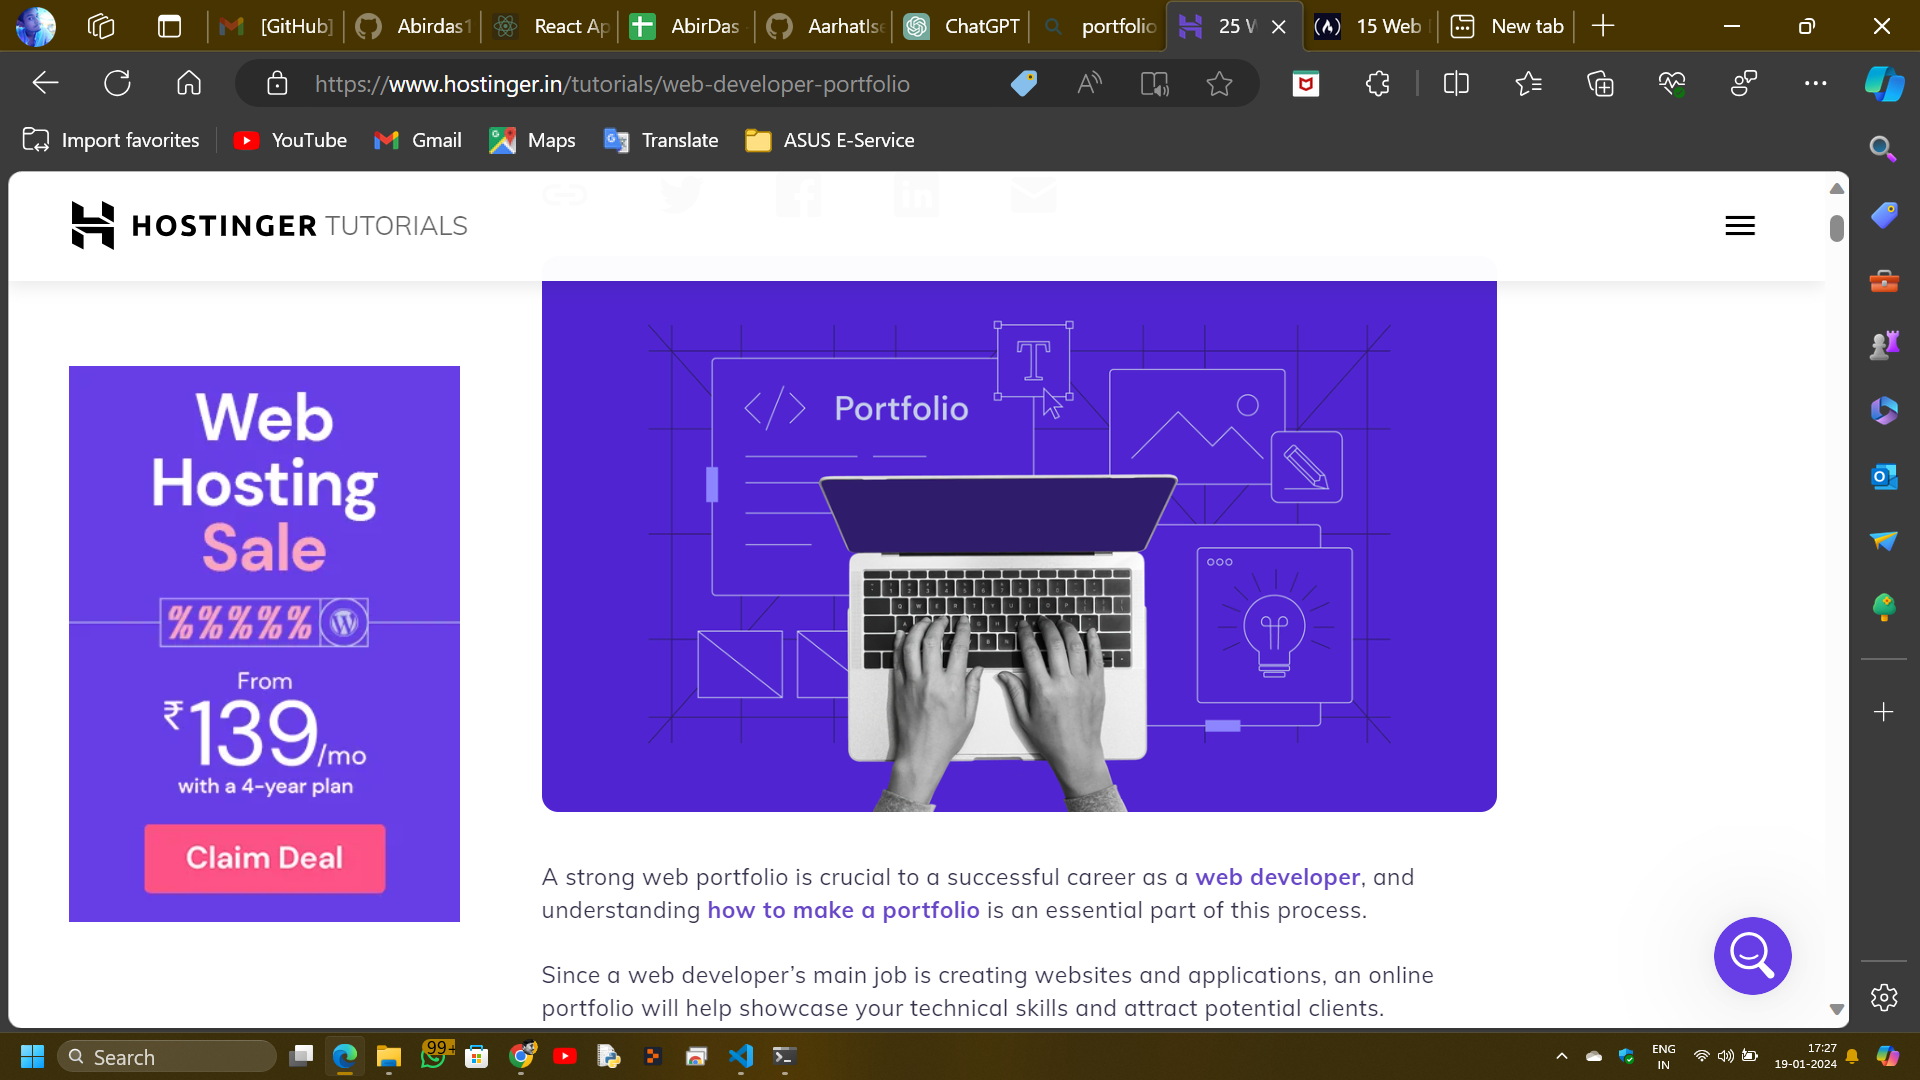 [GitHub]
Abirdas1
React Ap
AbirDas
AarhatIse
ChatGPT
portfolio
25 W
15 Web
New tab
https://www.hostinger.in/tutorials/web-developer-portfolio
Import favorites
YouTube
Gmail
Maps
Translate
ASUS E-Service
HOSTINGER TUTORIALS
Web
Hosting
Sale
%%%%%
From
₹139/mo
with a 4-year plan
Claim Deal
</> Portfolio
T
A strong web portfolio is crucial to a successful career as a web developer, and
understanding how to make a portfolio is an essential part of this process.
Since a web developer’s main job is creating websites and applications, an online
portfolio will help showcase your technical skills and attract potential clients.
Search
99+
ENG
IN
17:27
19-01-2024